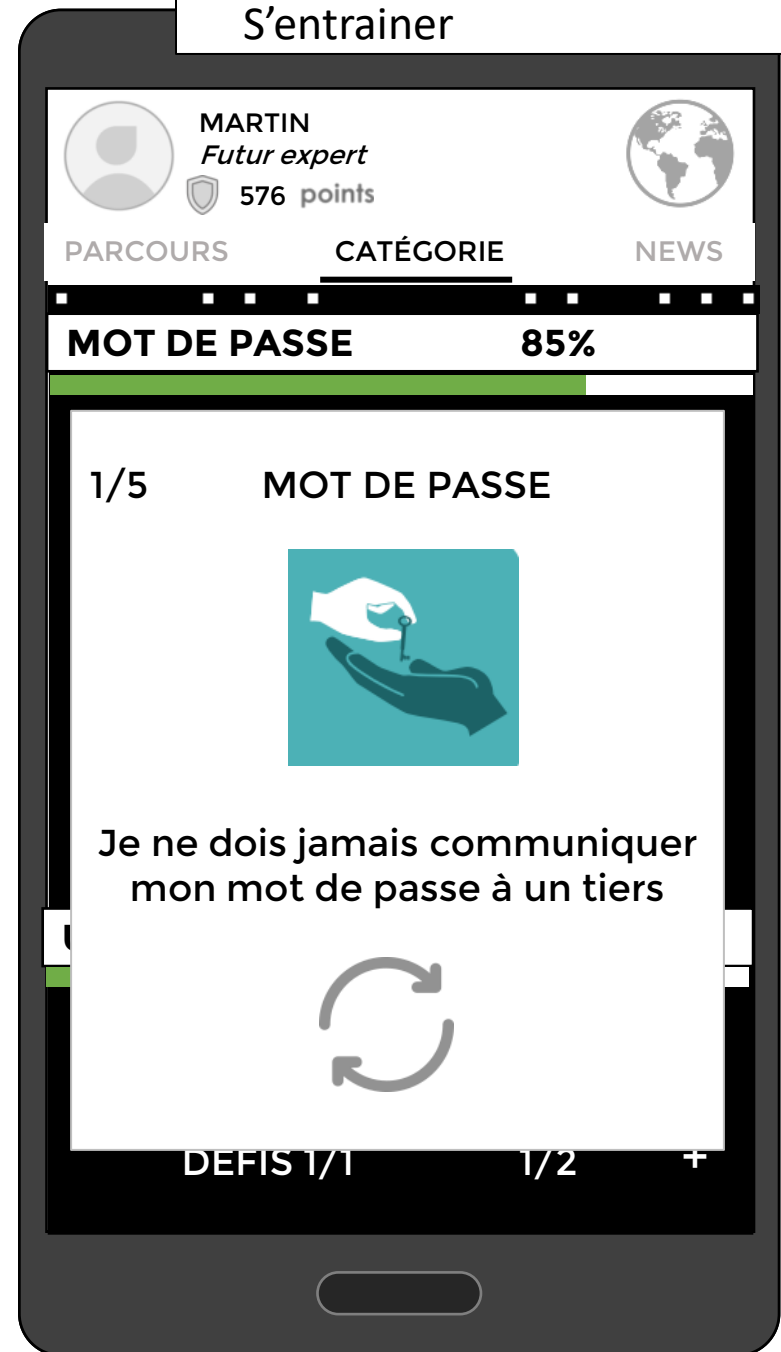 S’entrainer
MARTIN
Futur expert
576 points
PARCOURS CATÉGORIE NEWS
MOT DE PASSE 85%
1/5 MOT DE PASSE
Je ne dois jamais communiquer
mon mot de passe à un tiers
DEFIS 1/1 1/2 +